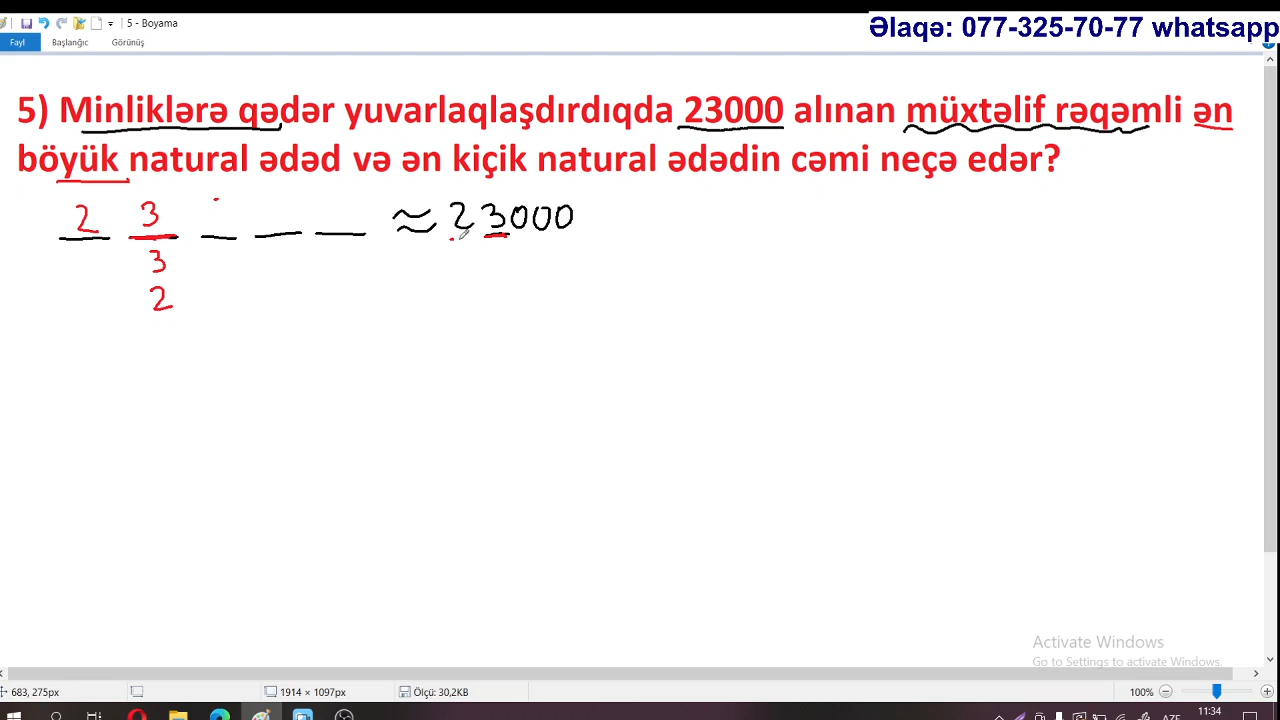 5 - Boyama
Əlaqə: 077-325-70-77 whatsapp
Fayl Başlanğıc Görünüş
5) Minliklərə qədər yuvarlaqlaşdırdıqda 23000 alınan müxtəlif rəqəmli ən
böyük natural ədəd və ən kiçik natural ədədin cəmi neçə edər?
2 3 _ _ _ ≈ 23000
3
2
Activate Windows
Go to Settings to activate Windows.
683, 275px 1914 × 1097px Ölçü: 30,2KB 100%
AZE 11:34